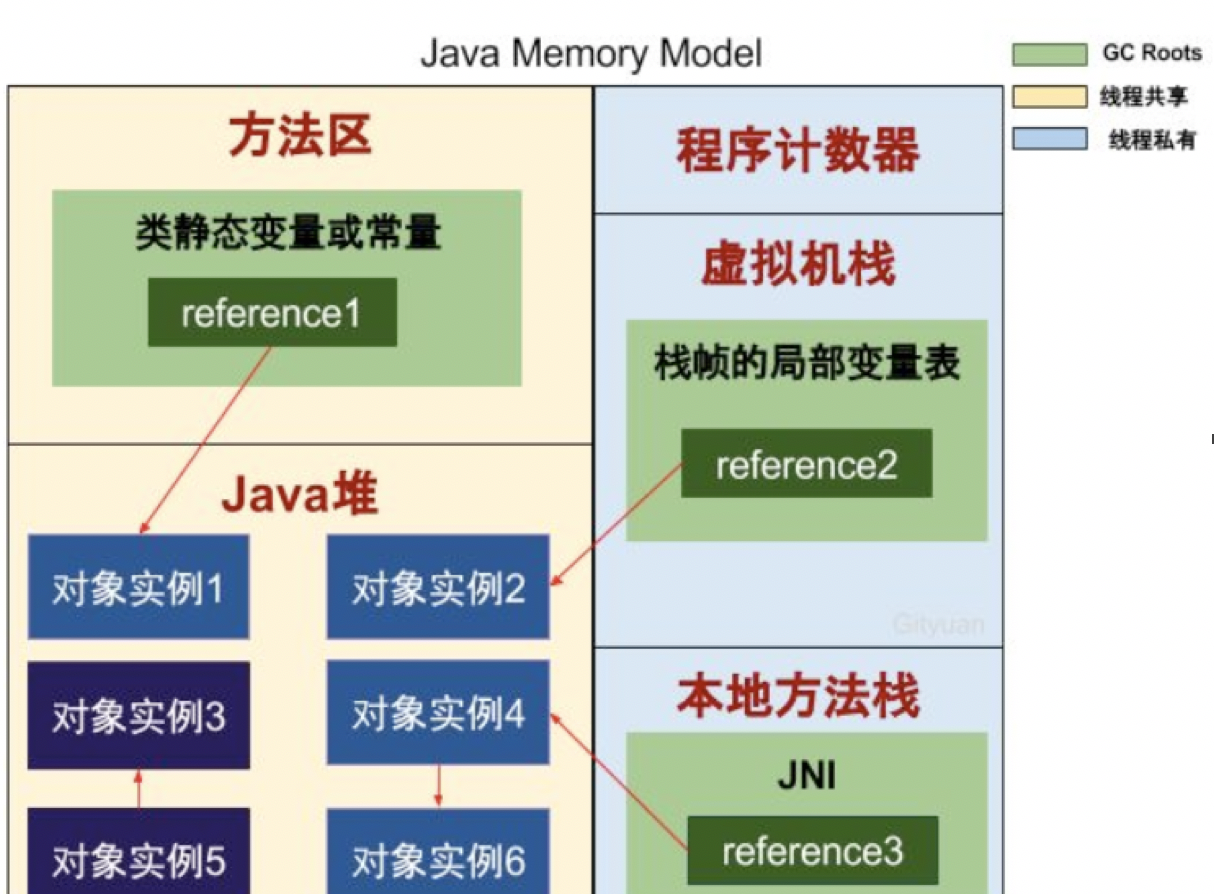 Java Memory Model
GC Roots
线程共享
线程私有
方法区
类静态变量或常量
reference1
程序计数器
虚拟机栈
栈帧的局部变量表
reference2
Gityuan
Java堆
对象实例1
对象实例2
对象实例3
对象实例4
对象实例5
对象实例6
本地方法栈
JNI
reference3